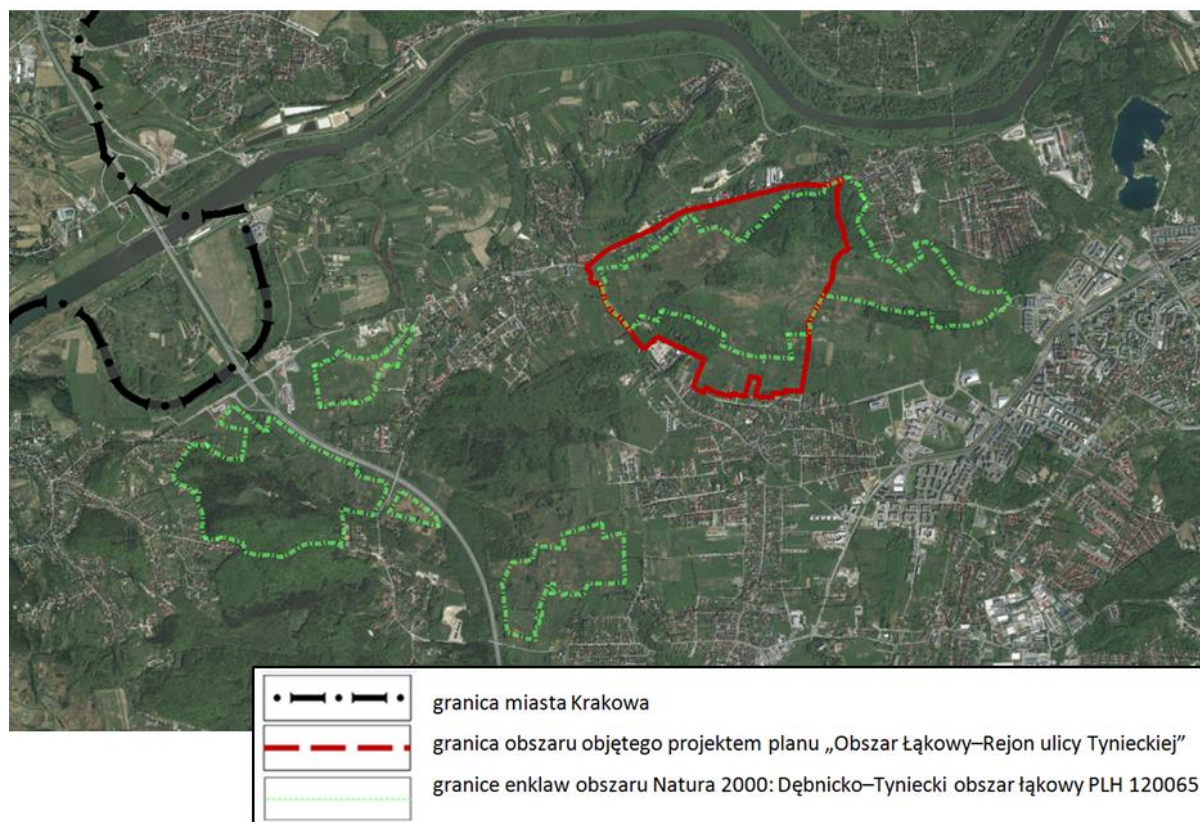 granica miasta Krakowa
granica obszaru objętego projektem planu „Obszar Łąkowy–Rejon ulicy Tynieckiej”
granice enklaw obszaru Natura 2000: Dębnicko–Tyniecki obszar łąkowy PLH 120065